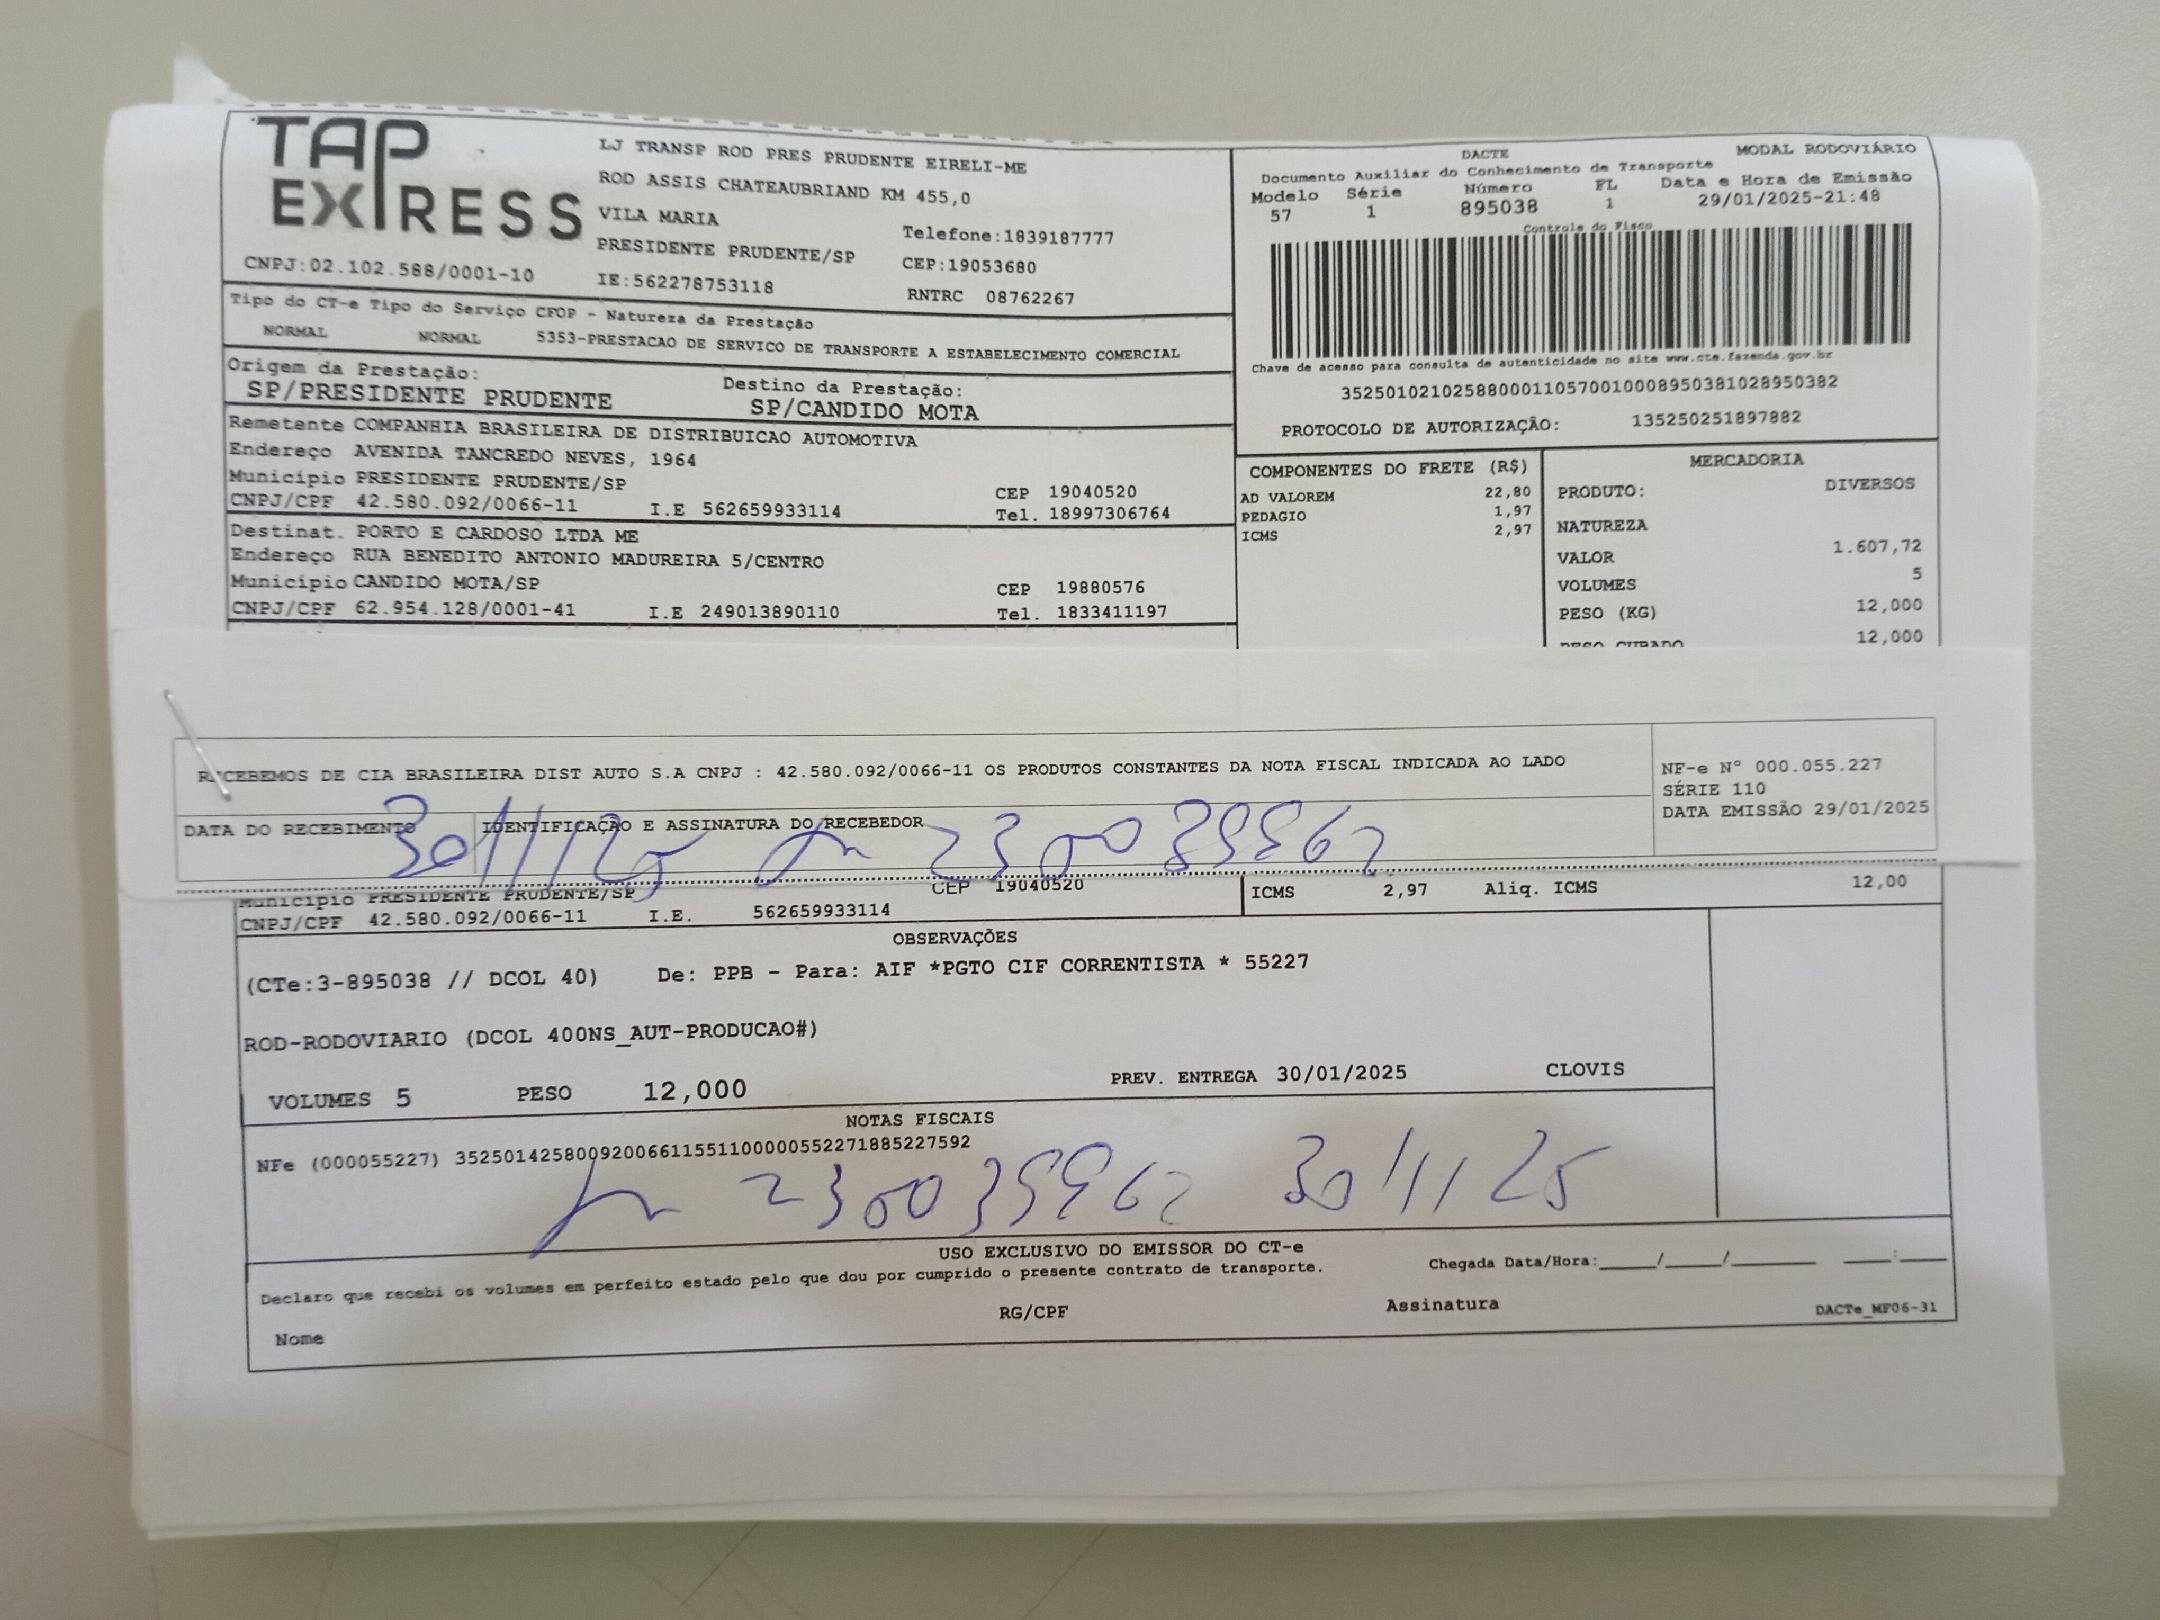 TAP EXPRESS
LJ TRANSP ROD PRES PRUDENTE EIRELI-ME
ROD ASSIS CHATEAUBRIAND KM 455,0
VILA MARIA
Telefone:1839187777
PRESIDENTE PRUDENTE/SP
CEP:19053680
CNPJ:02.102.588/0001-10
IE:562278753118
RNTRC 08762267
DACTE
MODAL RODOVIÁRIO
Documento Auxiliar do Conhecimento de Transporte
Modelo Série Número FL Data e Hora de Emissão
57 1 895038 1 29/01/2025-21:48
Controle do Fisco
Chave de acesso para consulta de autenticidade no site www.cte.fazenda.gov.br
35250102102588000110570010008950381028950382
PROTOCOLO DE AUTORIZAÇÃO: 135250251897882
Tipo do CT-e Tipo do Serviço CFOP - Natureza da Prestação
NORMAL NORMAL 5353-PRESTACAO DE SERVICO DE TRANSPORTE A ESTABELECIMENTO COMERCIAL
Origem da Prestação: Destino da Prestação:
SP/PRESIDENTE PRUDENTE SP/CANDIDO MOTA
Remetente COMPANHIA BRASILEIRA DE DISTRIBUICAO AUTOMOTIVA
Endereço AVENIDA TANCREDO NEVES, 1964
Município PRESIDENTE PRUDENTE/SP CEP 19040520
CNPJ/CPF 42.580.092/0066-11 I.E 562659933114 Tel. 18997306764
Destinat. PORTO E CARDOSO LTDA ME
Endereço RUA BENEDITO ANTONIO MADUREIRA 5/CENTRO
Município CANDIDO MOTA/SP CEP 19880576
CNPJ/CPF 62.954.128/0001-41 I.E 249013890110 Tel. 1833411197
COMPONENTES DO FRETE (R$)
AD VALOREM 22,80
PEDAGIO 1,97
ICMS 2,97
MERCADORIA
PRODUTO: DIVERSOS
NATUREZA
VALOR 1.607,72
VOLUMES 5
PESO (KG) 12,000
PESO CUBADO 12,000
RECEBEMOS DE CIA BRASILEIRA DIST AUTO S.A CNPJ : 42.580.092/0066-11 OS PRODUTOS CONSTANTES DA NOTA FISCAL INDICADA AO LADO
NF-e Nº 000.055.227
SÉRIE 110
DATA EMISSÃO 29/01/2025
DATA DO RECEBIMENTO IDENTIFICAÇÃO E ASSINATURA DO RECEBEDOR
30/1/25
Município PRESIDENTE PRUDENTE/SP CEP 19040520
CNPJ/CPF 42.580.092/0066-11 I.E. 562659933114
ICMS 2,97 Aliq. ICMS 12,00
OBSERVAÇÕES
(CTe:3-895038 // DCOL 40) De: PPB - Para: AIF *PGTO CIF CORRENTISTA * 55227
ROD-RODOVIARIO (DCOL 400NS_AUT-PRODUCAO#)
VOLUMES 5 PESO 12,000 PREV. ENTREGA 30/01/2025 CLOVIS
NOTAS FISCAIS
NFe (000055227) 35250142580092006611551100000552271885227592
30/1/25
USO EXCLUSIVO DO EMISSOR DO CT-e
Declaro que recebi os volumes em perfeito estado pelo que dou por cumprido o presente contrato de transporte.
Chegada Data/Hora:____/____/______ ___:___
Nome RG/CPF Assinatura DACTe_MF06-31